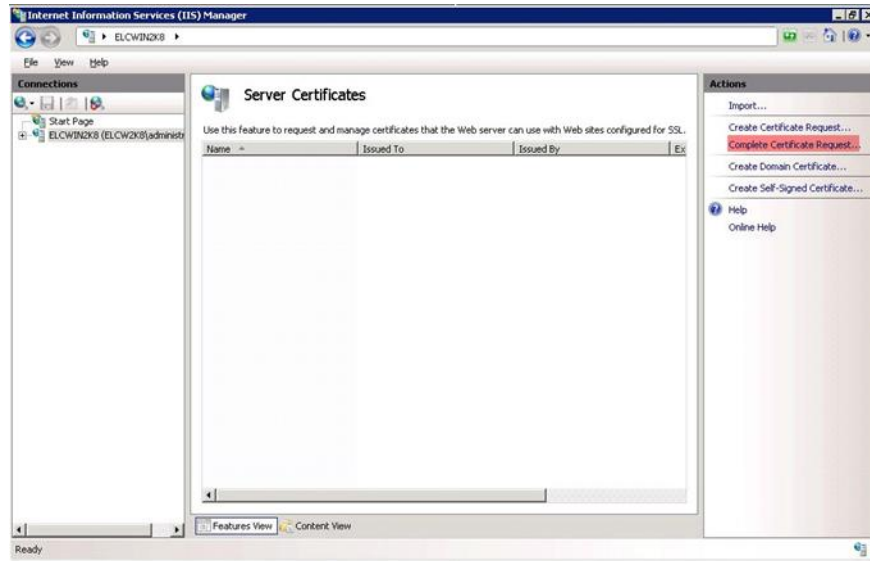 Internet Information Services (IIS) Manager
ELCWIN2K8
File View Help
Connections
Start Page
ELCWIN2K8 (ELCW2K8\administr
Server Certificates
Use this feature to request and manage certificates that the Web server can use with Web sites configured for SSL.
Name Issued To Issued By Ex
Features View Content View
Actions
Import...
Create Certificate Request...
Complete Certificate Request...
Create Domain Certificate...
Create Self-Signed Certificate...
Help
Online Help
Ready